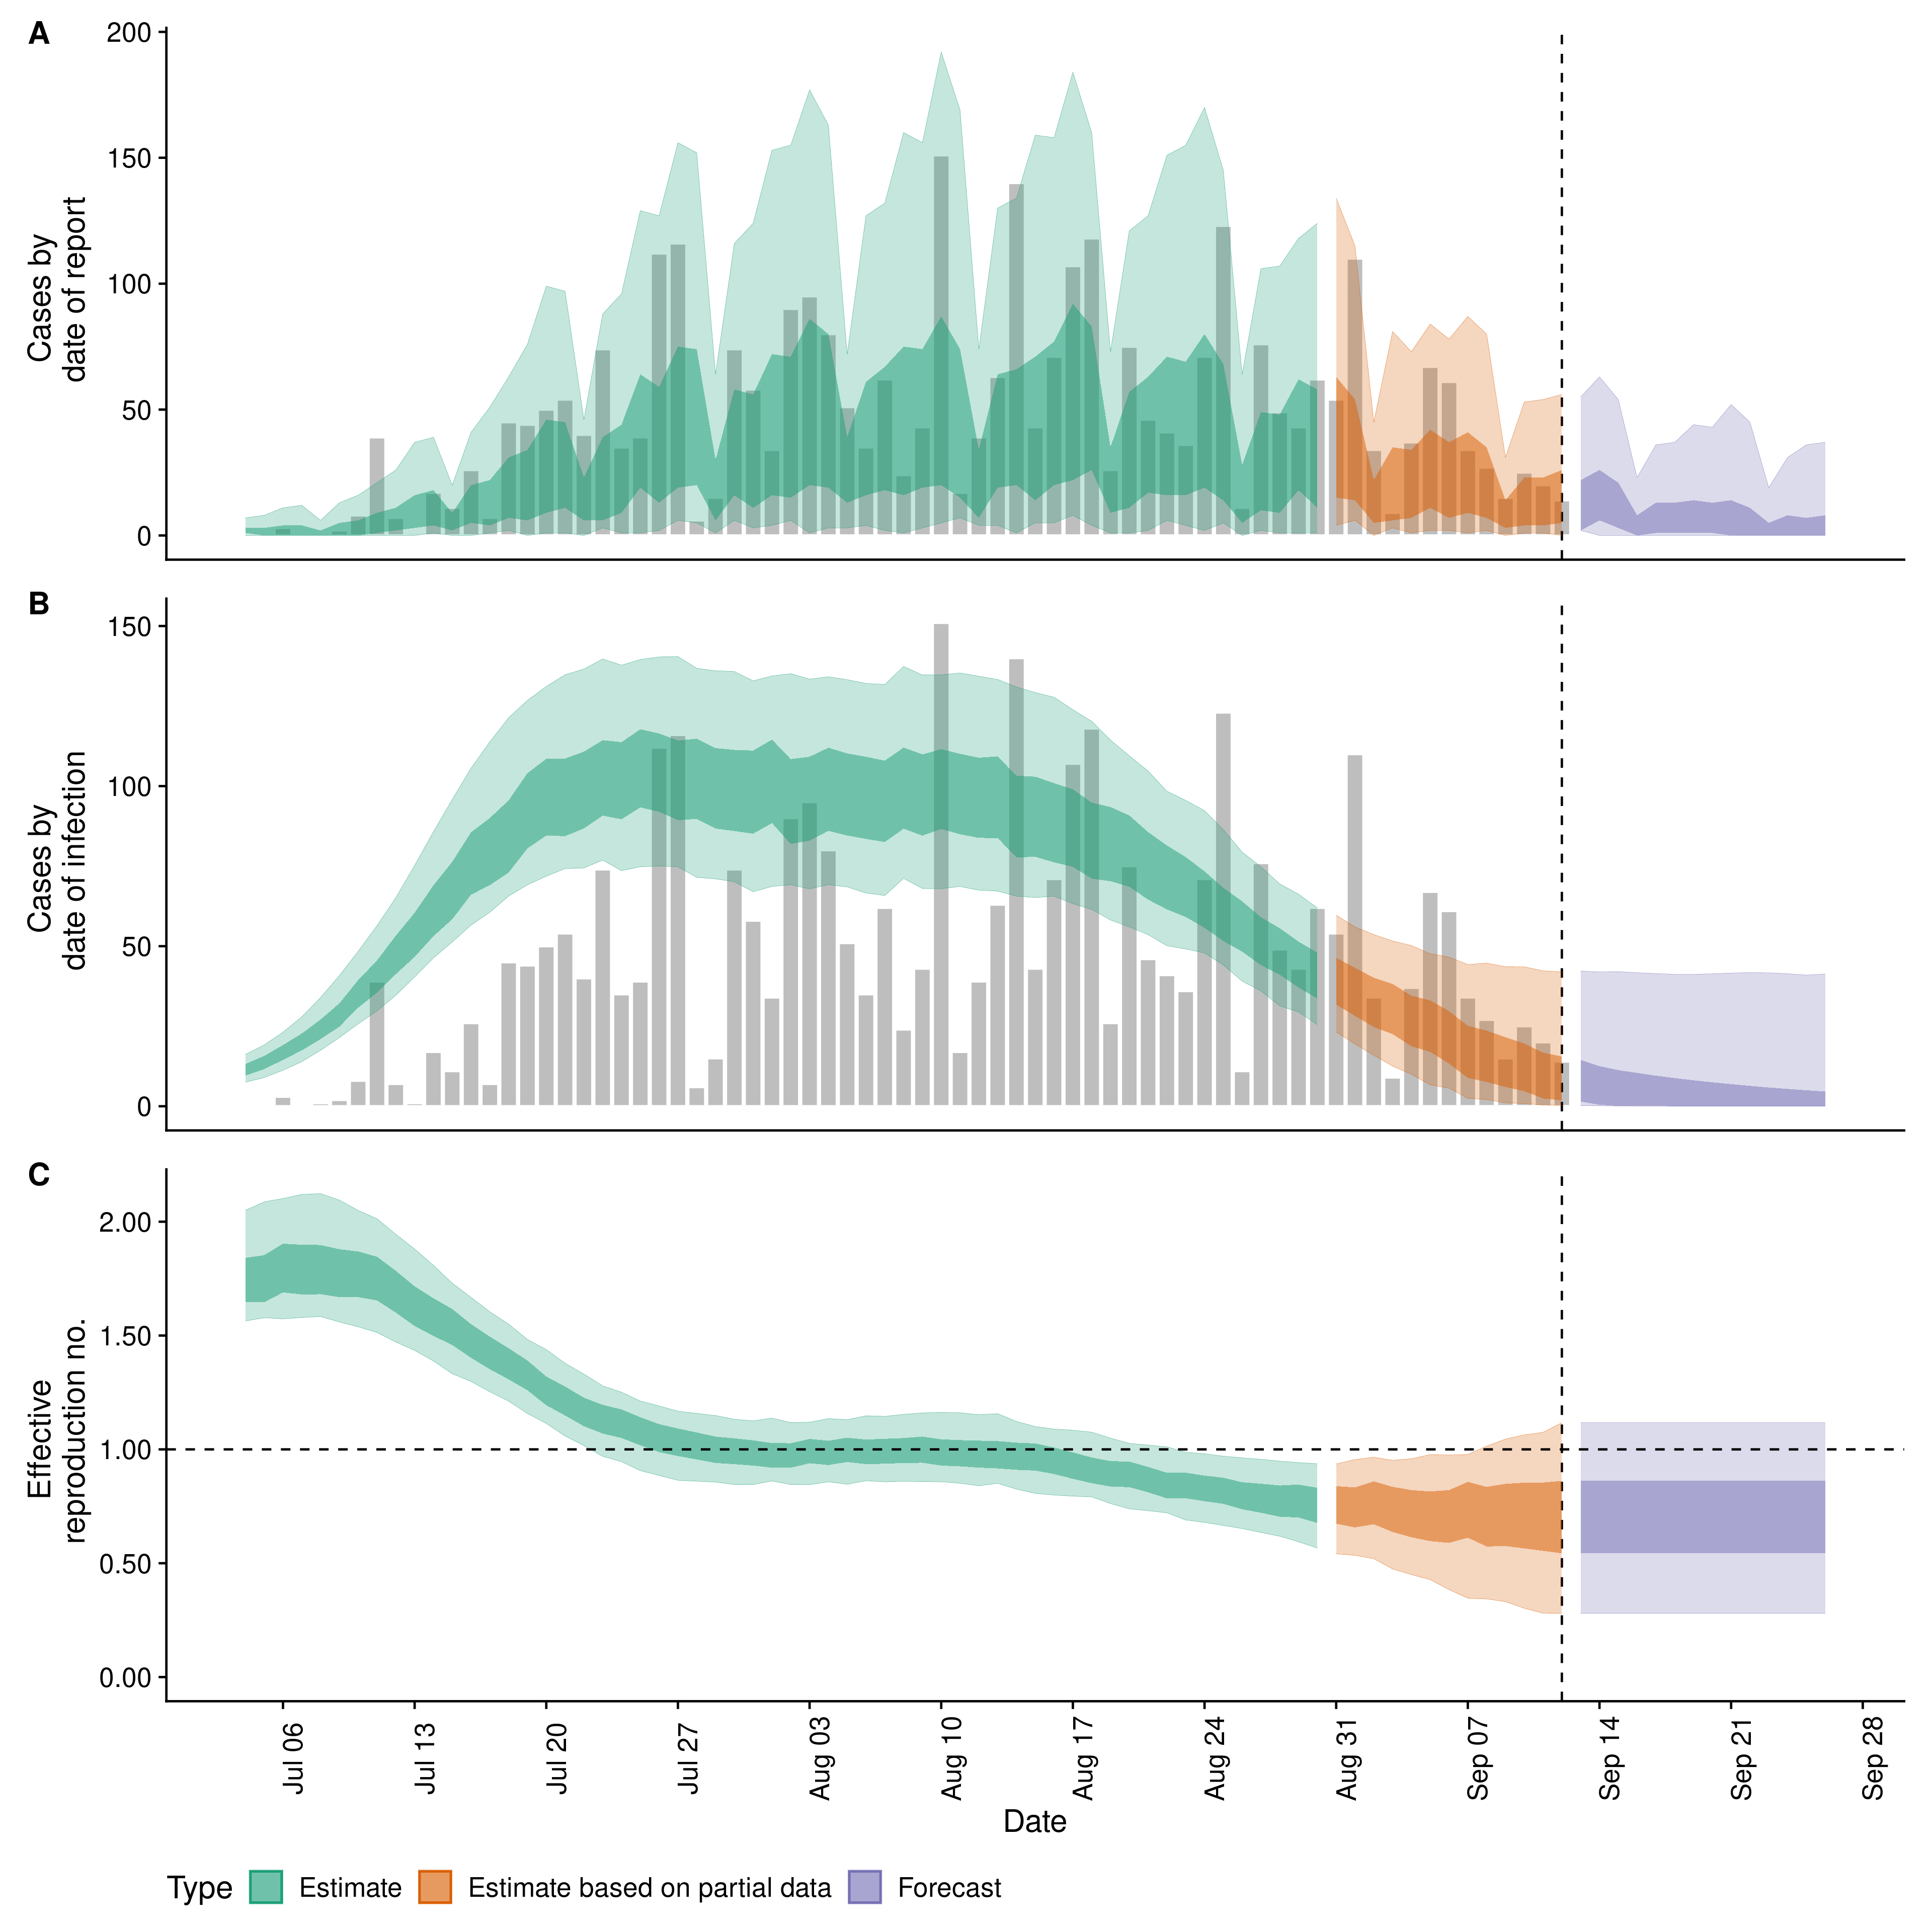 A
200
150
100
50
0
Cases by
date of report
B
150
100
50
0
Cases by
date of infection
C
2.00
1.50
1.00
0.50
0.00
Effective
reproduction no.
Jul 06
Jul 13
Jul 20
Jul 27
Aug 03
Aug 10
Aug 17
Aug 24
Aug 31
Sep 07
Sep 14
Sep 21
Sep 28
Date
Type Estimate Estimate based on partial data Forecast